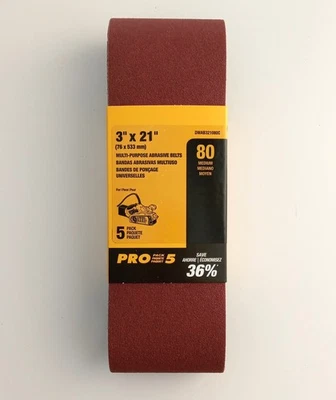 3" x 21"
(76 x 533 mm)
MULTI-PURPOSE ABRASIVE BELTS
BANDAS ABRASIVAS MULTIUSO
BANDES DE PONÇAGE
UNIVERSELLES
80
MEDIUM
MEDIANO
MOYEN
5 PACK
PAQUETE
PAQUET
PRO PACK 5
SAVE
AHORRE | ÉCONOMISEZ
36%